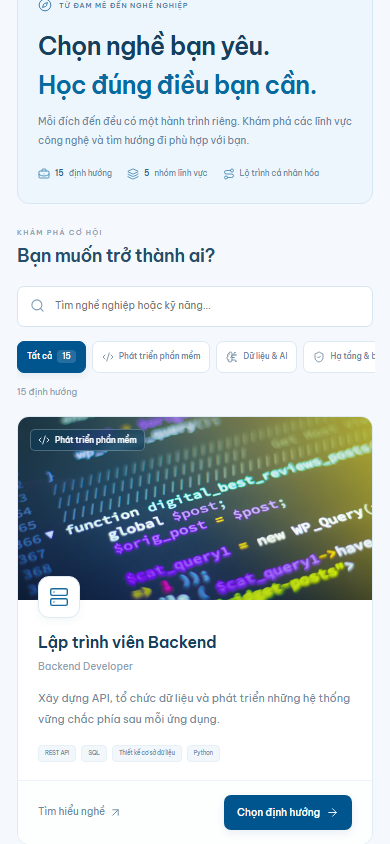 TỪ ĐAM MÊ ĐẾN NGHỀ NGHIỆP
Chọn nghề bạn yêu.
Học đúng điều bạn cần.
Mỗi đích đến đều có một hành trình riêng. Khám phá các lĩnh vực
công nghệ và tìm hướng đi phù hợp với bạn.
15 định hướng 5 nhóm lĩnh vực Lộ trình cá nhân hóa
KHÁM PHÁ CƠ HỘI
Bạn muốn trở thành ai?
Tìm nghề nghiệp hoặc kỹ năng...
Tất cả 15 </> Phát triển phần mềm Dữ liệu & AI Hạ tầng & b
15 định hướng
</> Phát triển phần mềm
function digital_best_reviews_posts
global $post;
$orig_post = $post;
$cat_query1 = new WP_Query(
$cat_query1->have
365
366
367
368
Lập trình viên Backend
Backend Developer
Xây dựng API, tổ chức dữ liệu và phát triển những hệ thống
vững chắc phía sau mỗi ứng dụng.
REST API SQL Thiết kế cơ sở dữ liệu Python
Tìm hiểu nghề Chọn định hướng